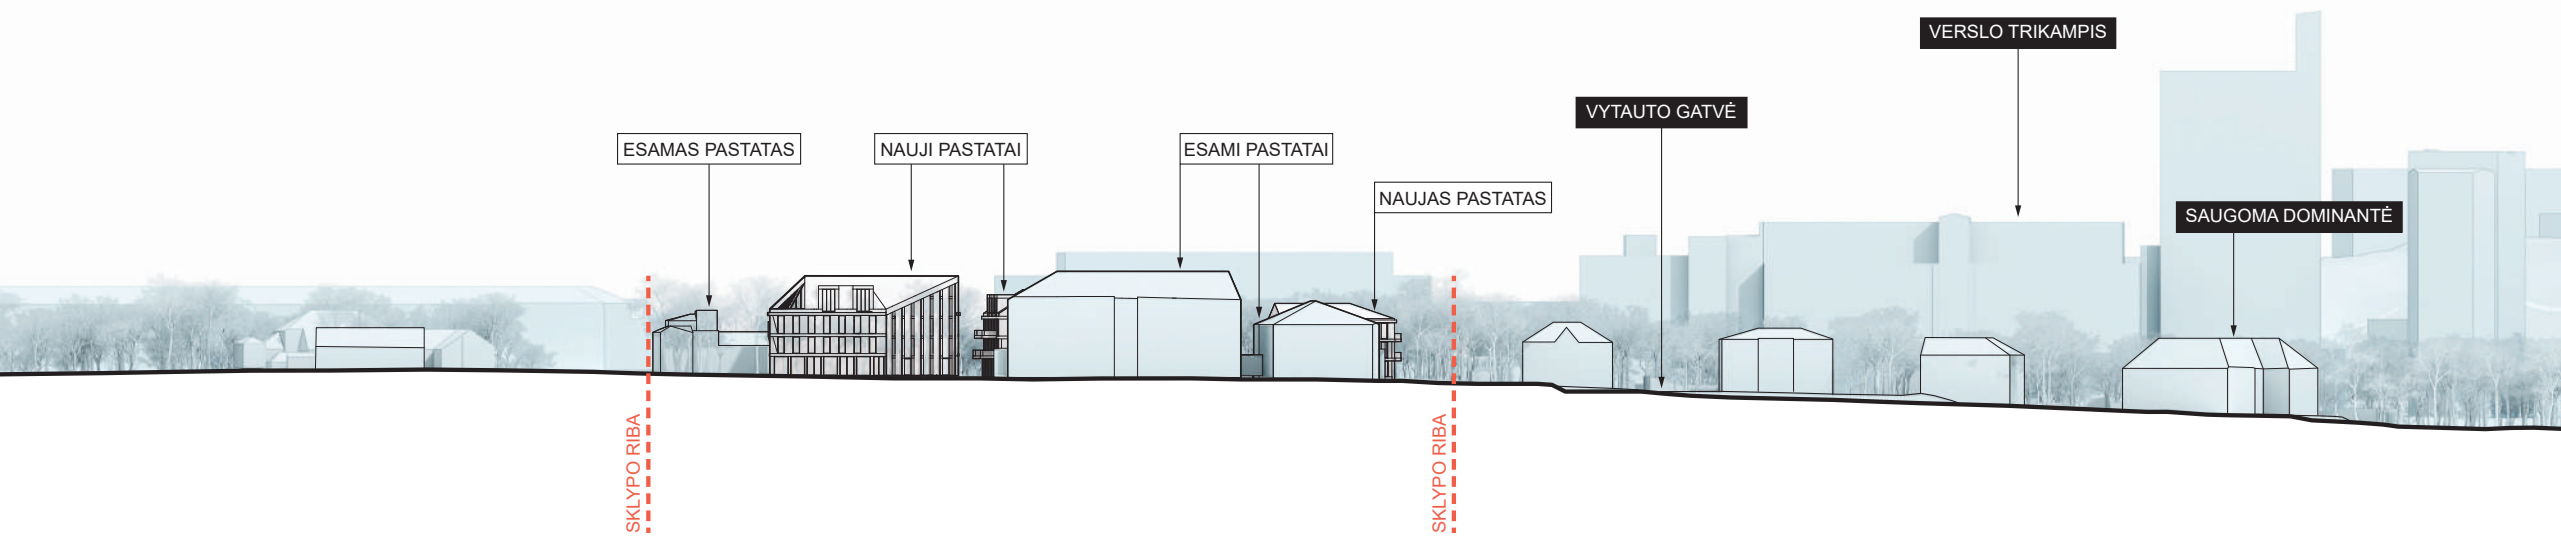 VERSLO TRIKAMPIS
VYTAUTO GATVĖ
ESAMAS PASTATAS
NAUJI PASTATAI
ESAMI PASTATAI
NAUJAS PASTATAS
SAUGOMA DOMINANTĖ
SKLYPO RIBA
SKLYPO RIBA